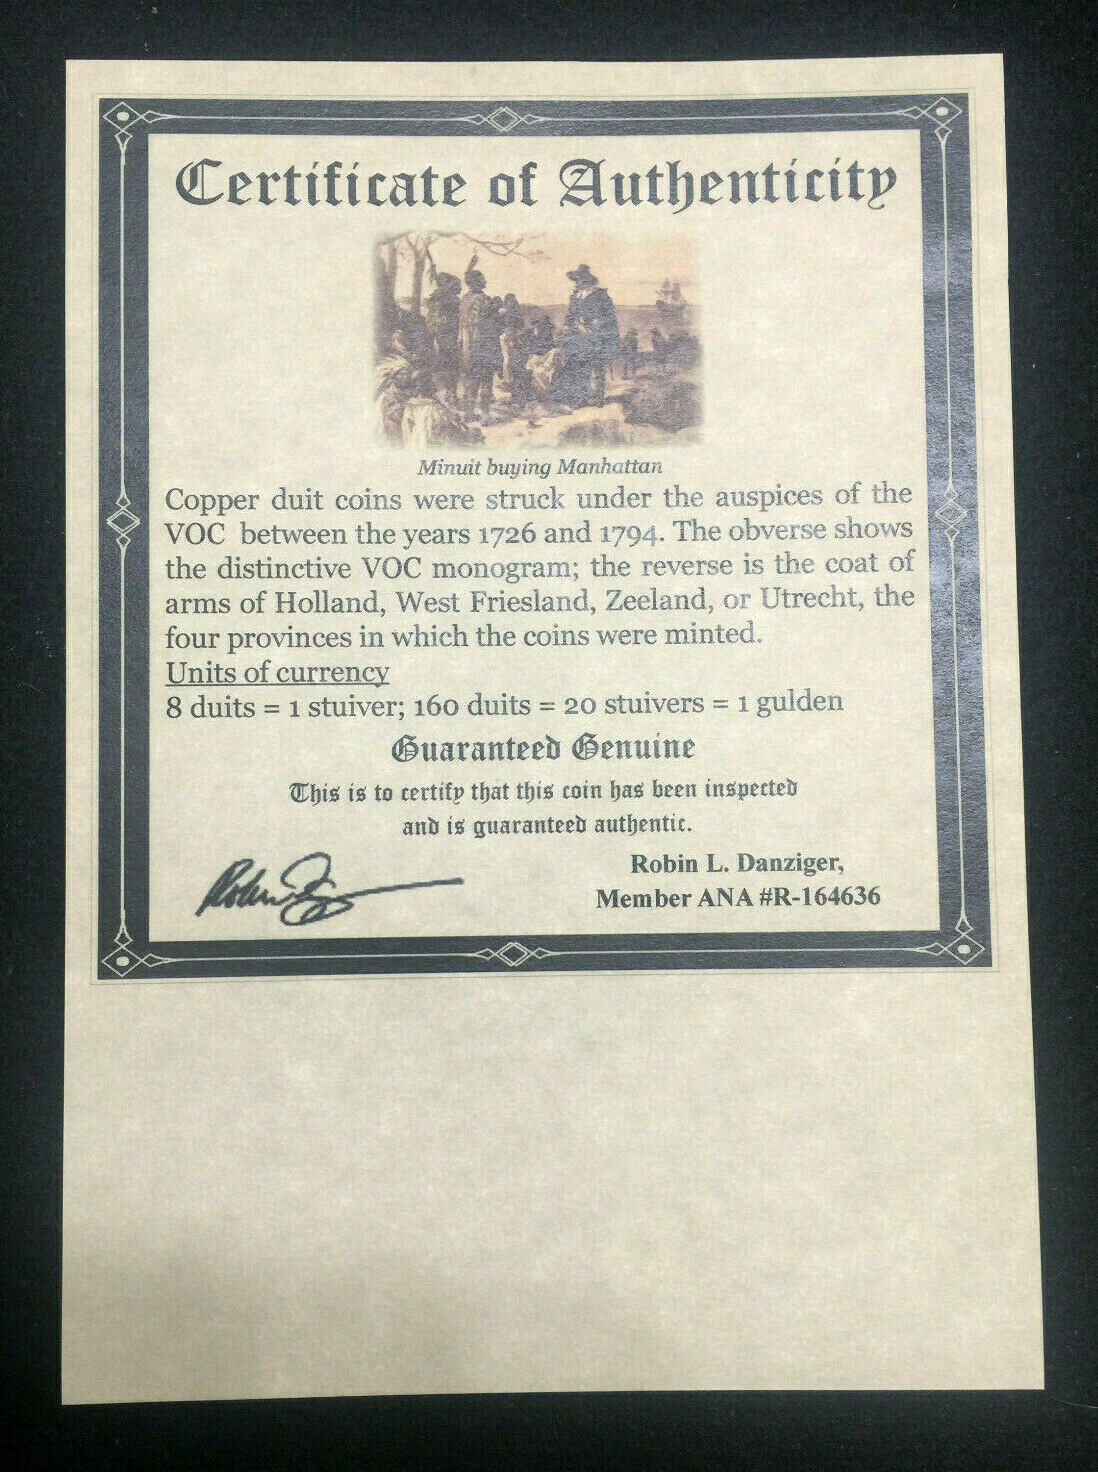 Certificate of Authenticity
Minuit buying Manhattan
Copper duit coins were struck under the auspices of the
VOC between the years 1726 and 1794. The obverse shows
the distinctive VOC monogram; the reverse is the coat of
arms of Holland, West Friesland, Zeeland, or Utrecht, the
four provinces in which the coins were minted.
Units of currency
8 duits = 1 stuiver; 160 duits = 20 stuivers = 1 gulden
Guaranteed Genuine
This is to certify that this coin has been inspected
and is guaranteed authentic.
Robin L. Danziger,
Member ANA #R-164636